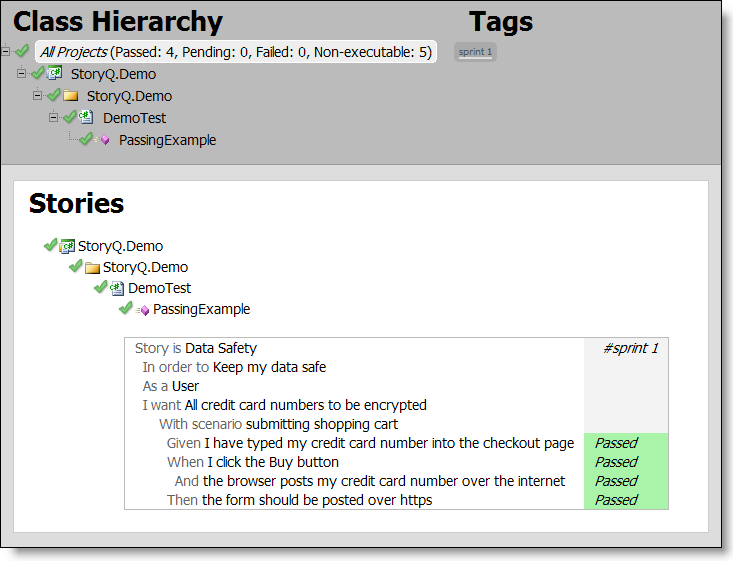 Class Hierarchy
Tags
All Projects (Passed: 4, Pending: 0, Failed: 0, Non-executable: 5)
sprint 1
StoryQ.Demo
StoryQ.Demo
DemoTest
PassingExample
Stories
StoryQ.Demo
StoryQ.Demo
DemoTest
PassingExample
Story is Data Safety #sprint 1
In order to Keep my data safe
As a User
I want All credit card numbers to be encrypted
With scenario submitting shopping cart
Given I have typed my credit card number into the checkout page Passed
When I click the Buy button Passed
And the browser posts my credit card number over the internet Passed
Then the form should be posted over https Passed